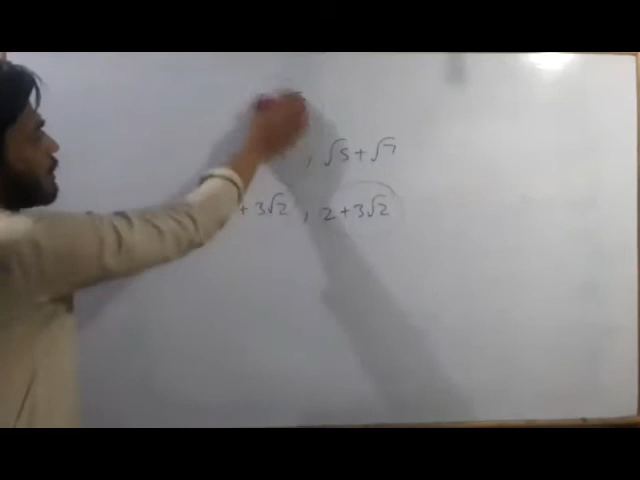 , √5 + √7
+ 3√2 , 2 + 3√2